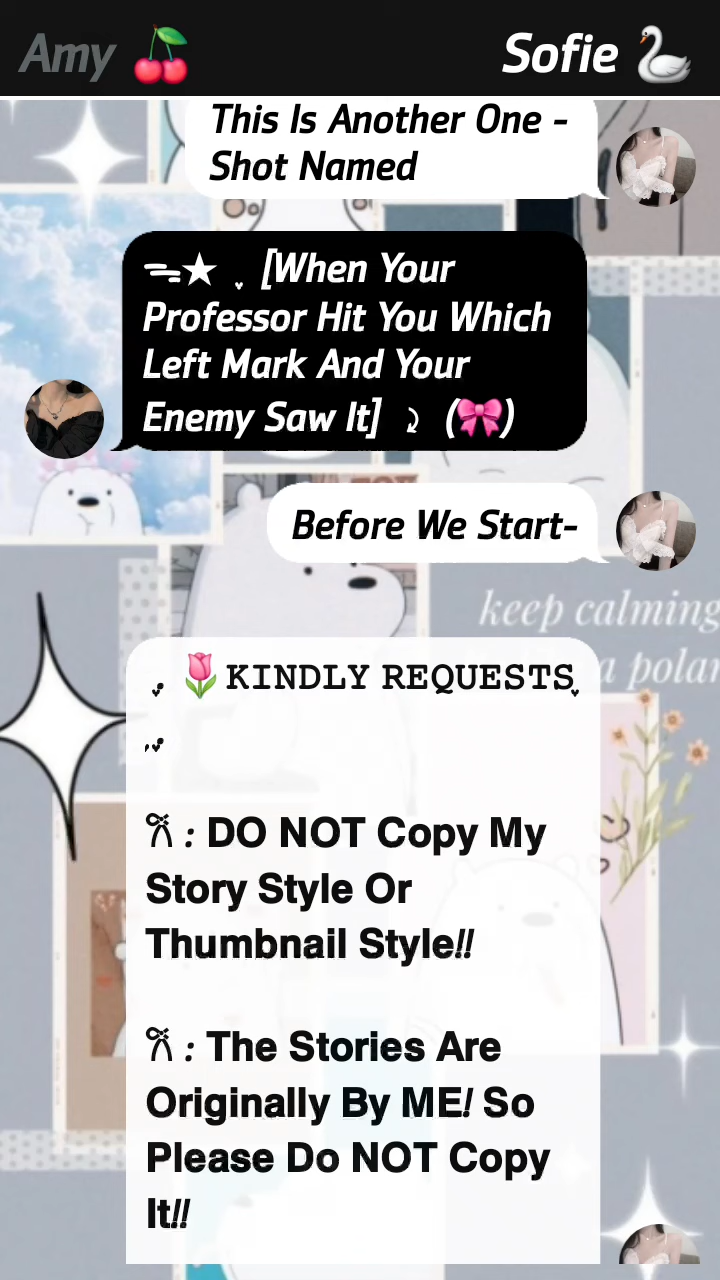 Amy 🍒
Sofie 🦢
This Is Another One -
Shot Named
[When Your
Professor Hit You Which
Left Mark And Your
Enemy Saw It] ⤸ (🎀)
Before We Start-
keep calming
a polar
🌷KINDLY REQUESTS
: DO NOT Copy My
Story Style Or
Thumbnail Style!!
: The Stories Are
Originally By ME! So
Please Do NOT Copy
It!!